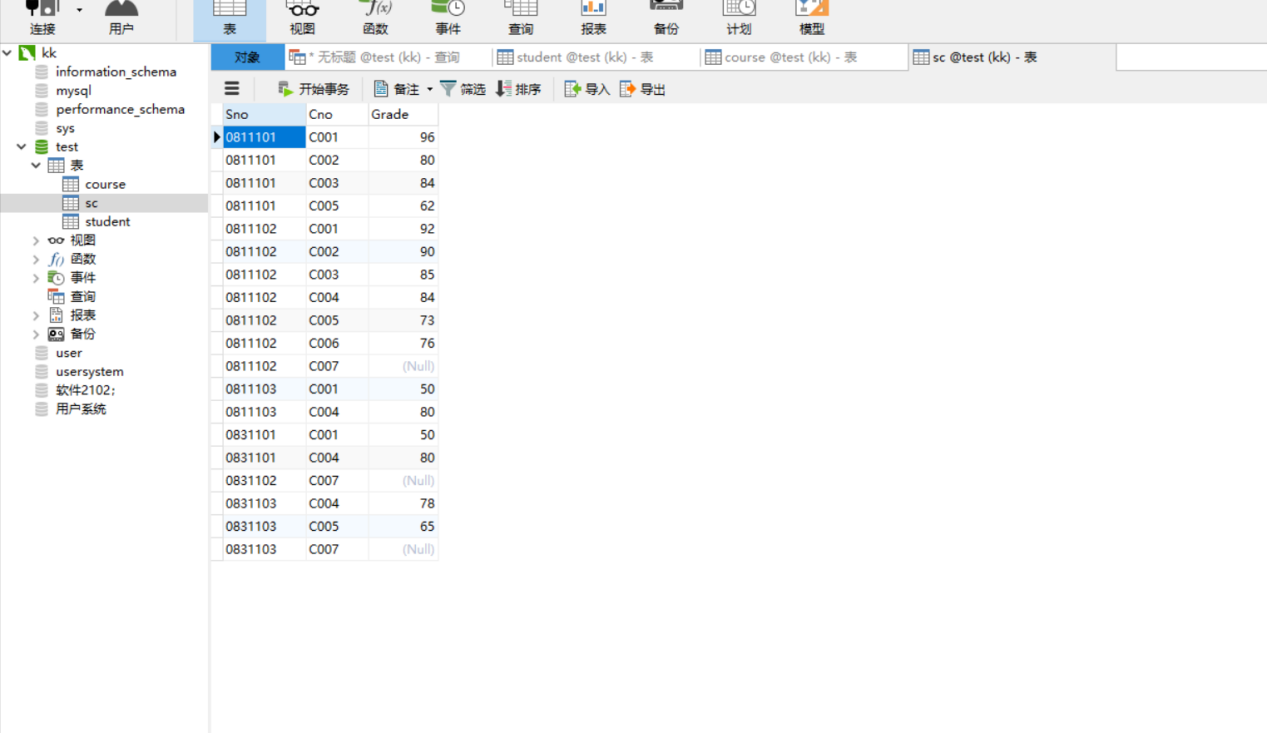 连接 用户 表 视图 函数 事件 查询 报表 备份 计划 模型
kk
information_schema
mysql
performance_schema
sys
test
表
course
sc
student
视图
函数
事件
查询
报表
备份
user
usersystem
软件2102;
用户系统
对象 * 无标题 @test (kk) - 查询 student @test (kk) - 表 course @test (kk) - 表 sc @test (kk) - 表
开始事务 备注 筛选 排序 导入 导出
Sno Cno Grade
0811101 C001 96
0811101 C002 80
0811101 C003 84
0811101 C005 62
0811102 C001 92
0811102 C002 90
0811102 C003 85
0811102 C004 84
0811102 C005 73
0811102 C006 76
0811102 C007 (Null)
0811103 C001 50
0811103 C004 80
0831101 C001 50
0831101 C004 80
0831102 C007 (Null)
0831103 C004 78
0831103 C005 65
0831103 C007 (Null)